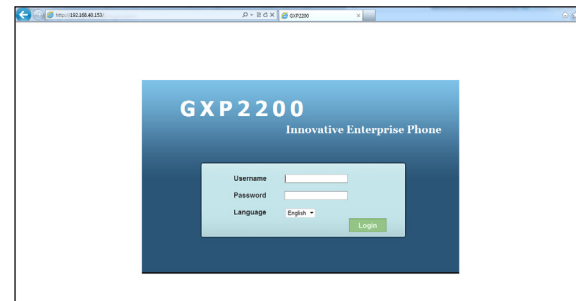 http://192.168.40.153/
GXP2200
GXP2200
Innovative Enterprise Phone
Username
Password
Language English
Login